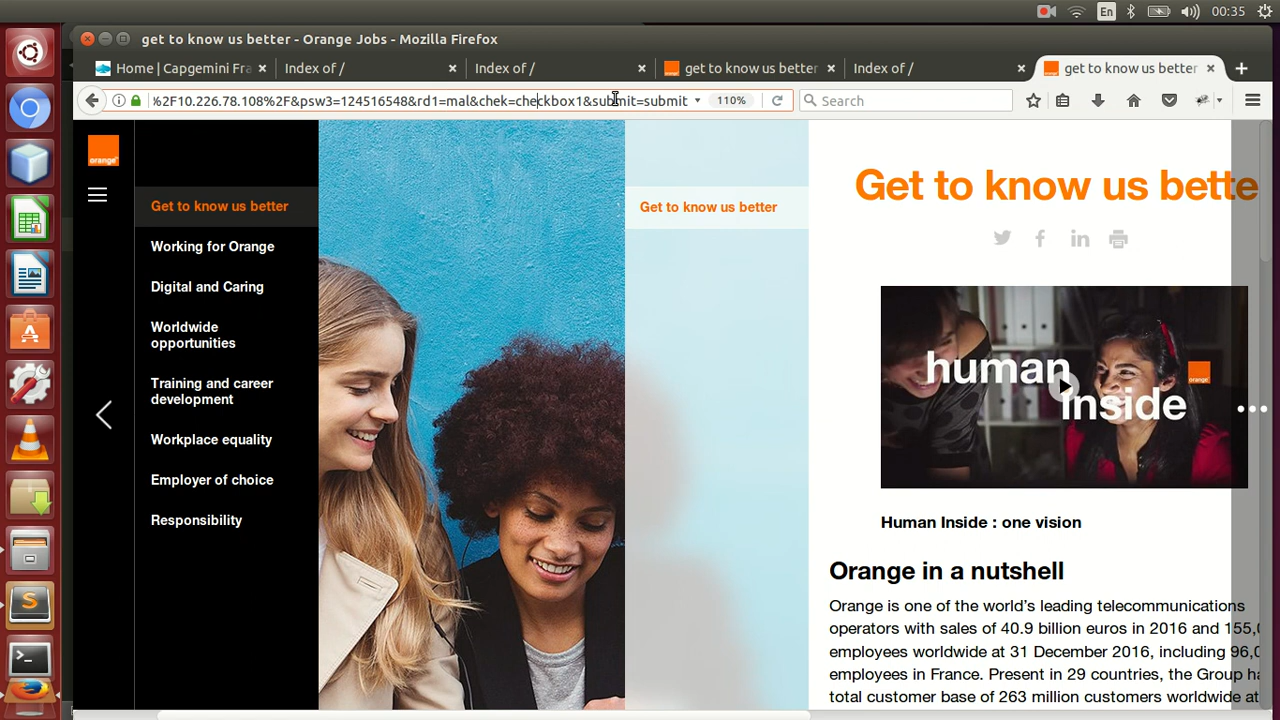 En
00:35
get to know us better - Orange Jobs - Mozilla Firefox
Home | Capgemini Fra
Index of /
Index of /
get to know us better
Index of /
get to know us better
%2F10.226.78.108%2F&psw3=124516548&rd1=mal&chek=checkbox1&submit=submit
110%
Search
orange
Get to know us better
Working for Orange
Digital and Caring
Worldwide
opportunities
Training and career
development
Workplace equality
Employer of choice
Responsibility
Get to know us better
Get to know us bette
human
inside
Human Inside : one vision
Orange in a nutshell
Orange is one of the world’s leading telecommunications
operators with sales of 40.9 billion euros in 2016 and 155,0
employees worldwide at 31 December 2016, including 96,0
employees in France. Present in 29 countries, the Group ha
total customer base of 263 million customers worldwide at